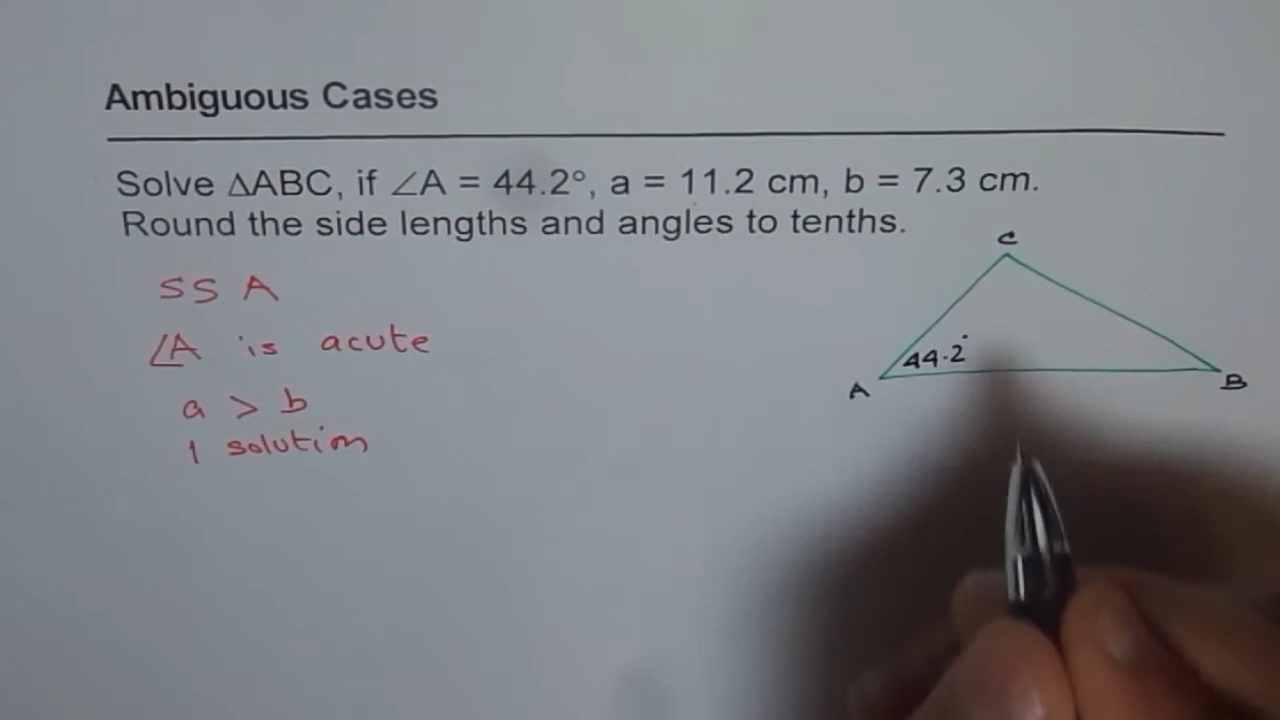 Ambiguous Cases
Solve ΔABC, if ∠A = 44.2°, a = 11.2 cm, b = 7.3 cm.
Round the side lengths and angles to tenths.
C
SSA
∠A is acute
44.2°
A
B
a > b
1 solution